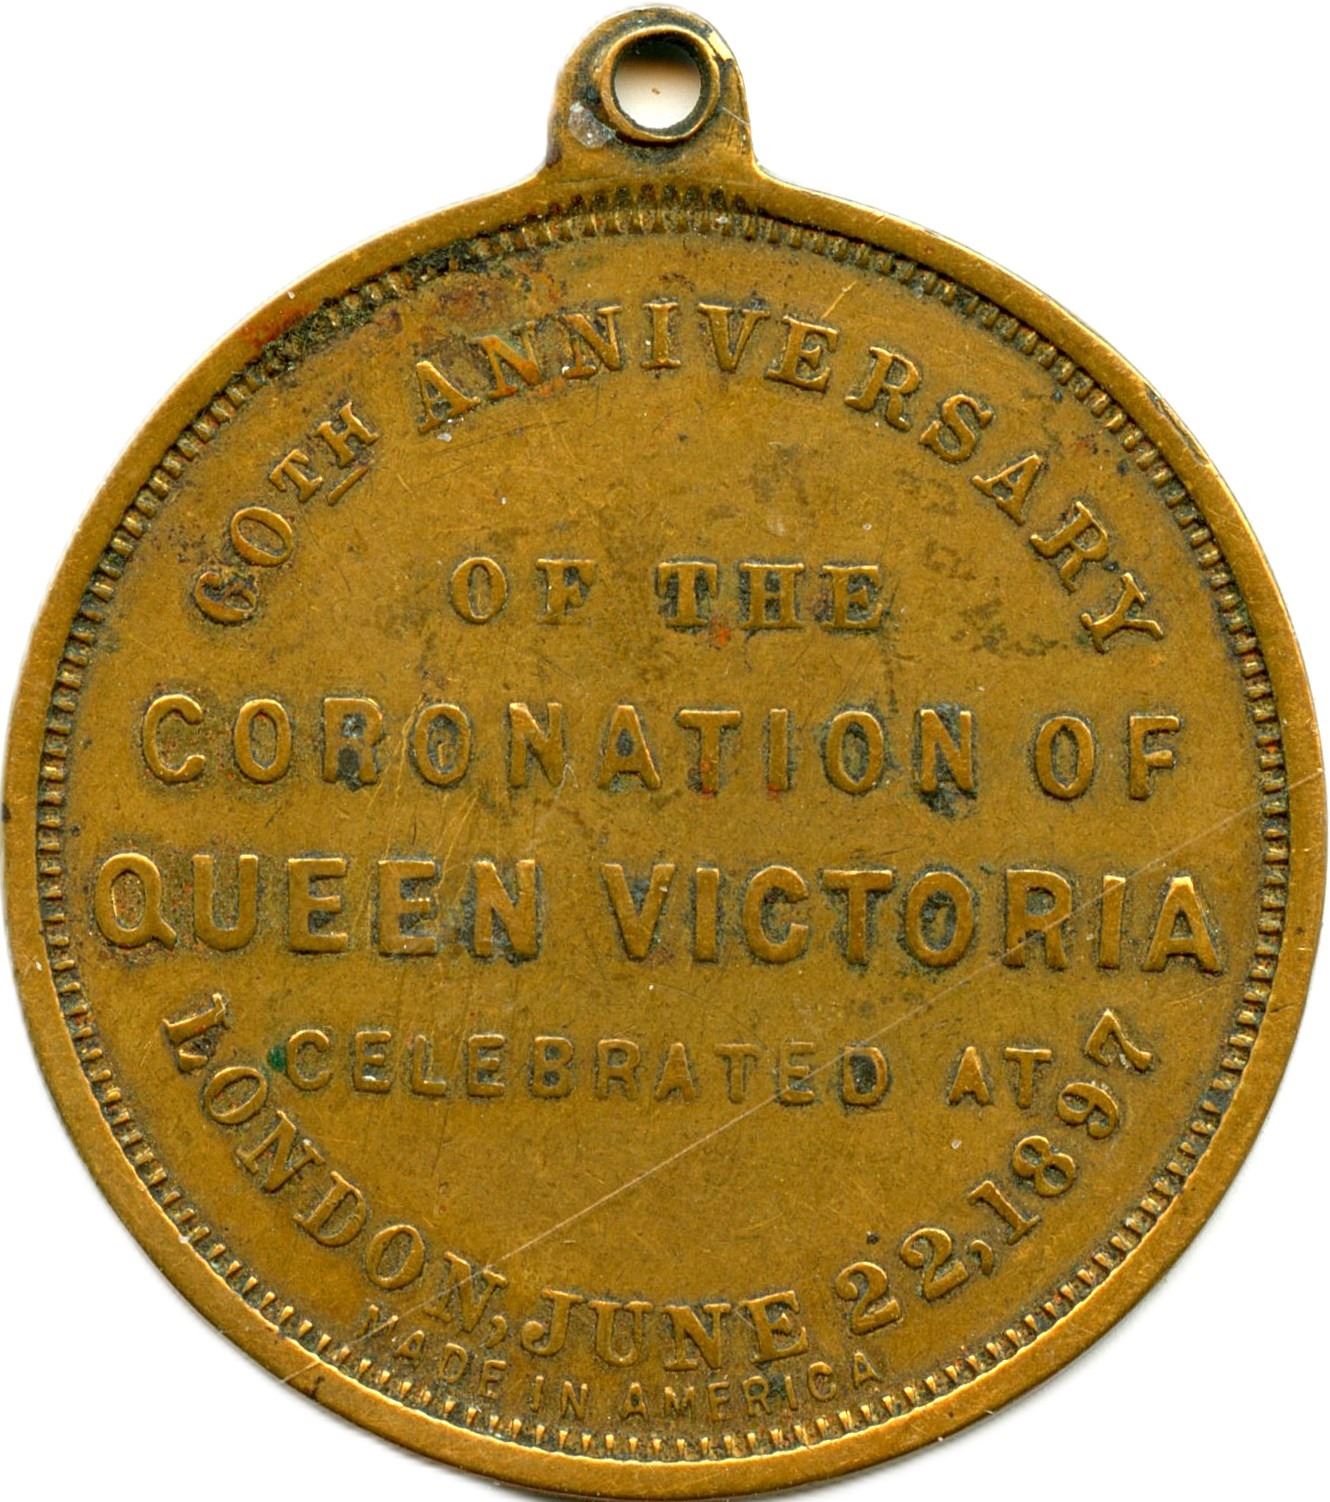 60TH ANNIVERSARY
OF THE
CORONATION OF
QUEEN VICTORIA
CELEBRATED AT
LONDON, JUNE 22, 1897
MADE IN AMERICA